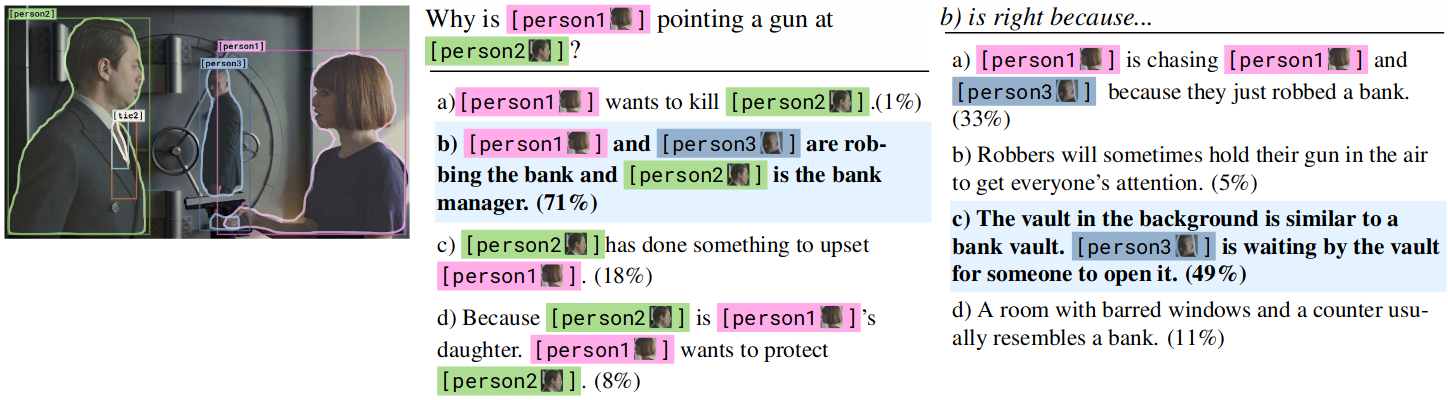 [person2]
[person1]
[person3]
[tie2]
Why is [person1] pointing a gun at
[person2]?
a)[person1] wants to kill [person2].(1%)
b) [person1] and [person3] are rob-
bing the bank and [person2] is the bank
manager. (71%)
c) [person2]has done something to upset
[person1]. (18%)
d) Because [person2] is [person1]'s
daughter. [person1] wants to protect
[person2]. (8%)
b) is right because...
a) [person1] is chasing [person1] and
[person3] because they just robbed a bank.
(33%)
b) Robbers will sometimes hold their gun in the air
to get everyone's attention. (5%)
c) The vault in the background is similar to a
bank vault. [person3] is waiting by the vault
for someone to open it. (49%)
d) A room with barred windows and a counter usu-
ally resembles a bank. (11%)